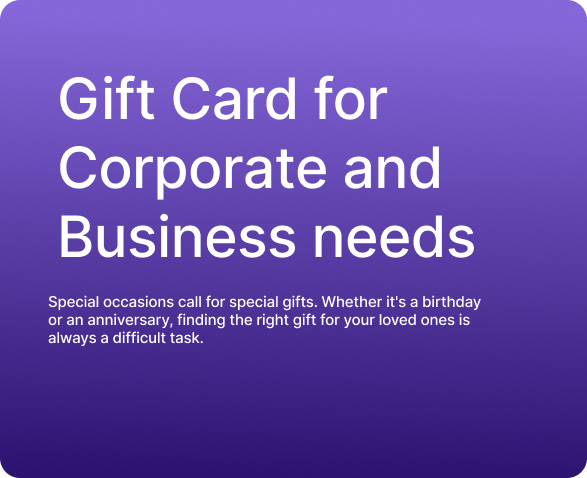 Gift Card for
Corporate and
Business needs
Special occasions call for special gifts. Whether it's a birthday
or an anniversary, finding the right gift for your loved ones is
always a difficult task.